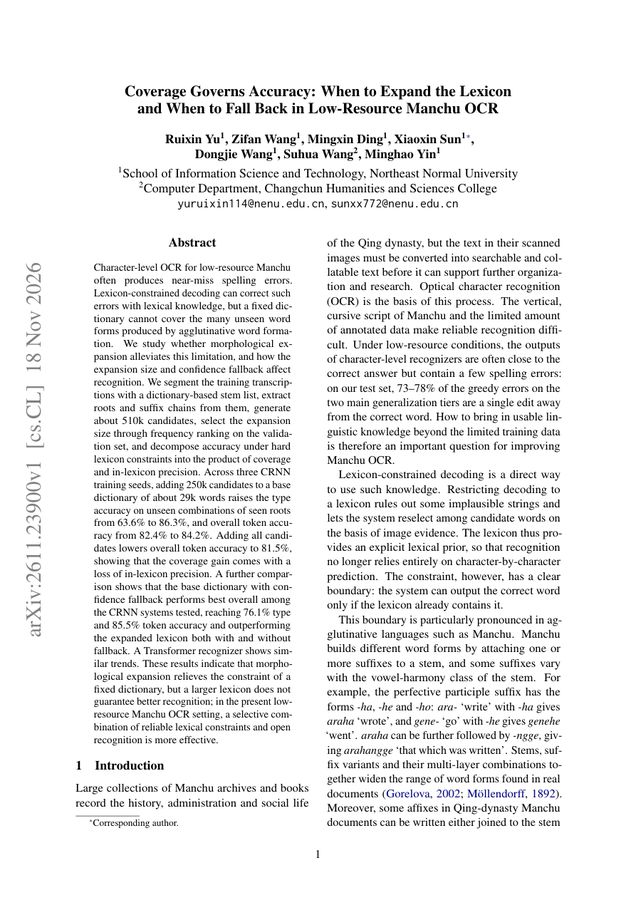 Coverage Governs Accuracy: When to Expand the Lexicon
and When to Fall Back in Low-Resource Manchu OCR
Ruixin Yu¹, Zifan Wang¹, Mingxin Ding¹, Xiaoxin Sun¹*,
Dongjie Wang¹, Suhua Wang², Minghao Yin¹
¹School of Information Science and Technology, Northeast Normal University
²Computer Department, Changchun Humanities and Sciences College
yuruixin114@nenu.edu.cn, sunxx772@nenu.edu.cn
arXiv:2611.23900v1 [cs.CL] 18 Nov 2026
Abstract
Character-level OCR for low-resource Manchu
often produces near-miss spelling errors.
Lexicon-constrained decoding can correct such
errors with lexical knowledge, but a fixed dic-
tionary cannot cover the many unseen word
forms produced by agglutinative word forma-
tion. We study whether morphological ex-
pansion alleviates this limitation, and how the
expansion size and confidence fallback affect
recognition. We segment the training transcrip-
tions with a dictionary-based stem list, extract
roots and suffix chains from them, generate
about 510k candidates, select the expansion
size through frequency ranking on the valida-
tion set, and decompose accuracy under hard
lexicon constraints into the product of coverage
and in-lexicon precision. Across three CRNN
training seeds, adding 250k candidates to a base
dictionary of about 29k words raises the type
accuracy on unseen combinations of seen roots
from 63.6% to 86.3%, and overall token accu-
racy from 82.4% to 84.2%. Adding all candi-
dates lowers overall token accuracy to 81.5%,
showing that the coverage gain comes with a
loss of in-lexicon precision. A further compar-
ison shows that the base dictionary with con-
fidence fallback performs best overall among
the CRNN systems tested, reaching 76.1% type
and 85.5% token accuracy and outperforming
the expanded lexicon both with and without
fallback. A Transformer recognizer shows sim-
ilar trends. These results indicate that morpho-
logical expansion relieves the constraint of a
fixed dictionary, but a larger lexicon does not
guarantee better recognition; in the present low-
resource Manchu OCR setting, a selective com-
bination of reliable lexical constraints and open
recognition is more effective.
1 Introduction
Large collections of Manchu archives and books
record the history, administration and social life
*Corresponding author.
of the Qing dynasty, but the text in their scanned
images must be converted into searchable and col-
latable text before it can support further organiza-
tion and research. Optical character recognition
(OCR) is the basis of this process. The vertical,
cursive script of Manchu and the limited amount
of annotated data make reliable recognition diffi-
cult. Under low-resource conditions, the outputs
of character-level recognizers are often close to the
correct answer but contain a few spelling errors:
on our test set, 73–78% of the greedy errors on the
two main generalization tiers are a single edit away
from the correct word. How to bring in usable lin-
guistic knowledge beyond the limited training data
is therefore an important question for improving
Manchu OCR.
Lexicon-constrained decoding is a direct way
to use such knowledge. Restricting decoding to
a lexicon rules out some implausible strings and
lets the system reselect among candidate words on
the basis of image evidence. The lexicon thus pro-
vides an explicit lexical prior, so that recognition
no longer relies entirely on character-by-character
prediction. The constraint, however, has a clear
boundary: the system can output the correct word
only if the lexicon already contains it.
This boundary is particularly pronounced in ag-
glutinative languages such as Manchu. Manchu
builds different word forms by attaching one or
more suffixes to a stem, and some suffixes vary
with the vowel-harmony class of the stem. For
example, the perfective participle suffix has the
forms -ha, -he and -ho: ara- ‘write’ with -ha gives
araha ‘wrote’, and gene- ‘go’ with -he gives genehe
‘went’. araha can be further followed by -ngge, giv-
ing arahangge ‘that which was written’. Stems, suf-
fix variants and their multi-layer combinations to-
gether widen the range of word forms found in real
documents (Gorelova, 2002; Möllendorff, 1892).
Moreover, some affixes in Qing-dynasty Manchu
documents can be written either joined to the stem
1